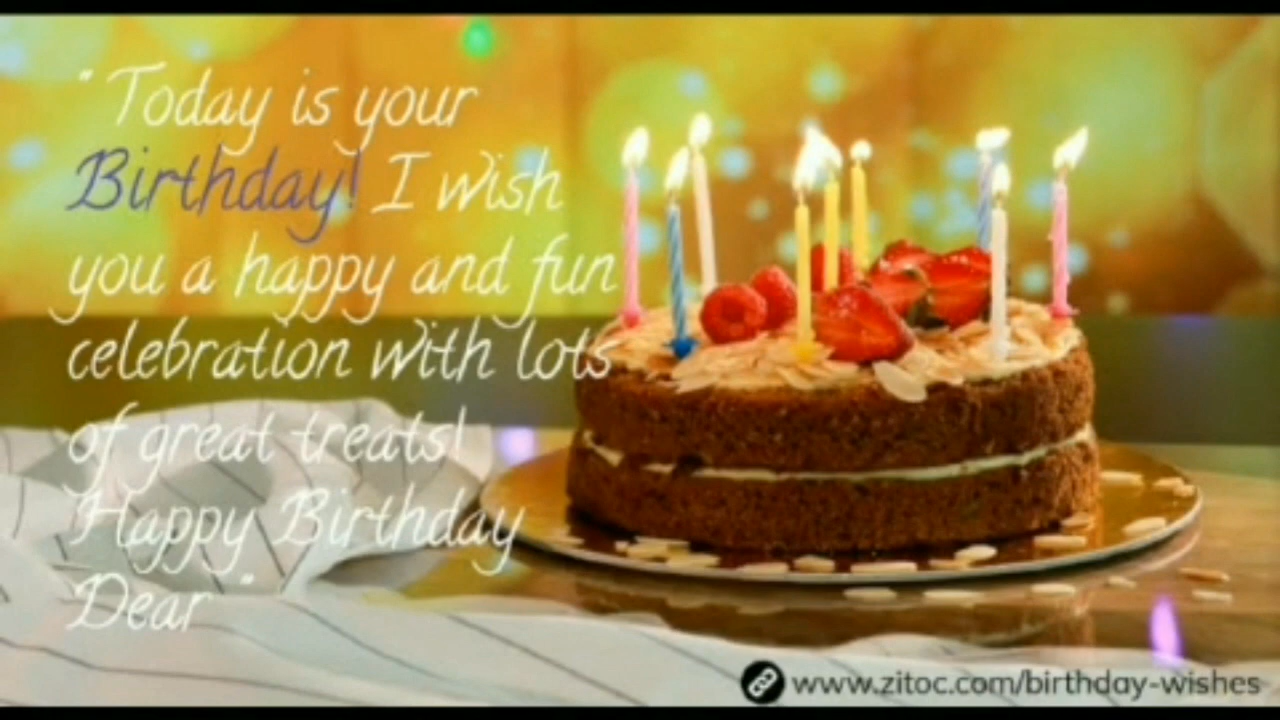 "Today is your
Birthday! I wish
you a happy and fun
celebration with lots
of great treats!
Happy Birthday
Dear"
www.zitoc.com/birthday-wishes